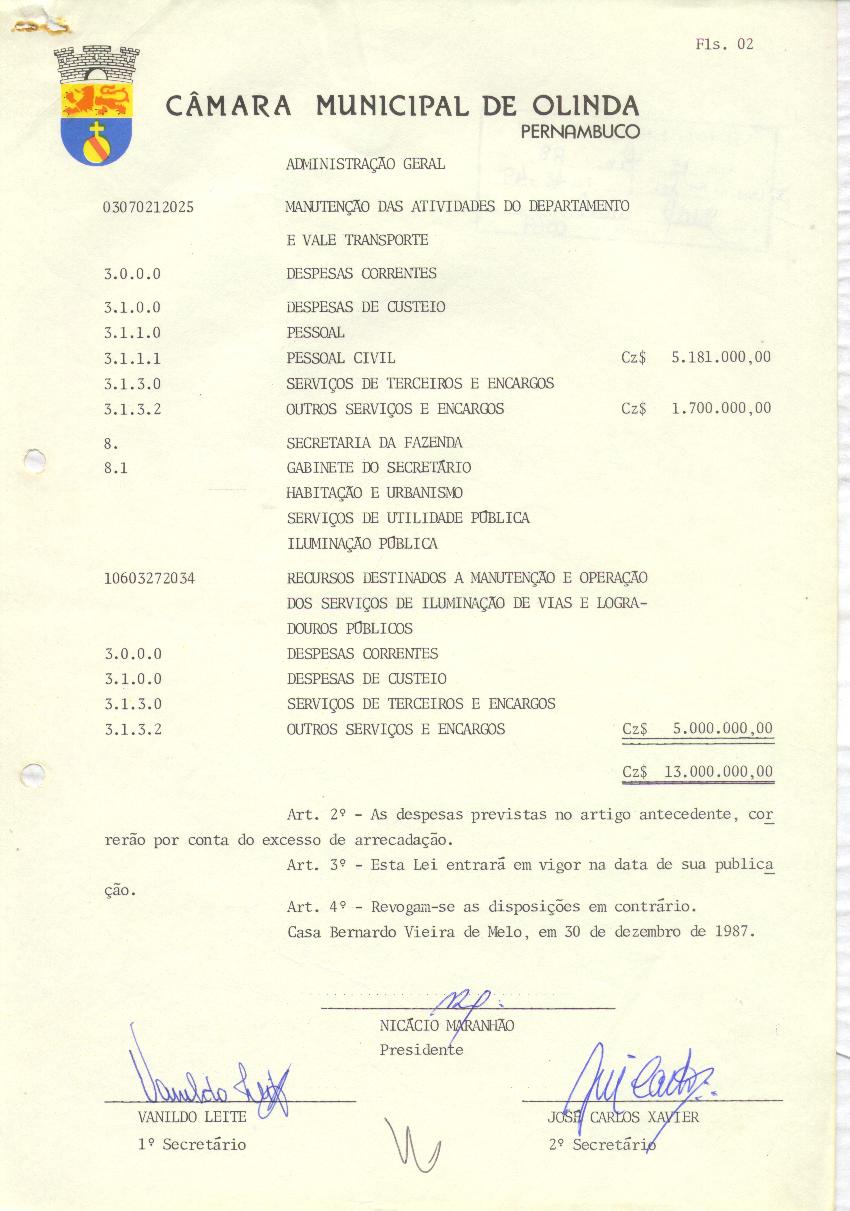 Fls. 02
CÂMARA MUNICIPAL DE OLINDA
PERNAMBUCO
ADMINISTRAÇÃO GERAL
03070212025 MANUTENÇÃO DAS ATIVIDADES DO DEPARTAMENTO
E VALE TRANSPORTE
3.0.0.0 DESPESAS CORRENTES
3.1.0.0 DESPESAS DE CUSTEIO
3.1.1.0 PESSOAL
3.1.1.1 PESSOAL CIVIL Cz$ 5.181.000,00
3.1.3.0 SERVIÇOS DE TERCEIROS E ENCARGOS
3.1.3.2 OUTROS SERVIÇOS E ENCARGOS Cz$ 1.700.000,00
8. SECRETARIA DA FAZENDA
8.1 GABINETE DO SECRETÁRIO
HABITAÇÃO E URBANISMO
SERVIÇOS DE UTILIDADE PÚBLICA
ILUMINAÇÃO PÚBLICA
10603272034 RECURSOS DESTINADOS A MANUTENÇÃO E OPERAÇÃO
DOS SERVIÇOS DE ILUMINAÇÃO DE VIAS E LOGRA-
DOUROS PÚBLICOS
3.0.0.0 DESPESAS CORRENTES
3.1.0.0 DESPESAS DE CUSTEIO
3.1.3.0 SERVIÇOS DE TERCEIROS E ENCARGOS
3.1.3.2 OUTROS SERVIÇOS E ENCARGOS Cz$ 5.000.000,00
Cz$ 13.000.000,00
Art. 2º - As despesas previstas no artigo antecedente, cor
rerão por conta do excesso de arrecadação.
Art. 3º - Esta Lei entrará em vigor na data de sua publica
ção.
Art. 4º - Revogam-se as disposições em contrário.
Casa Bernardo Vieira de Melo, em 30 de dezembro de 1987.
NICÁCIO MARANHÃO
Presidente
Vanildo Leite
VANILDO LEITE
1º Secretário
JOSÉ CARLOS XAVIER
2º Secretário